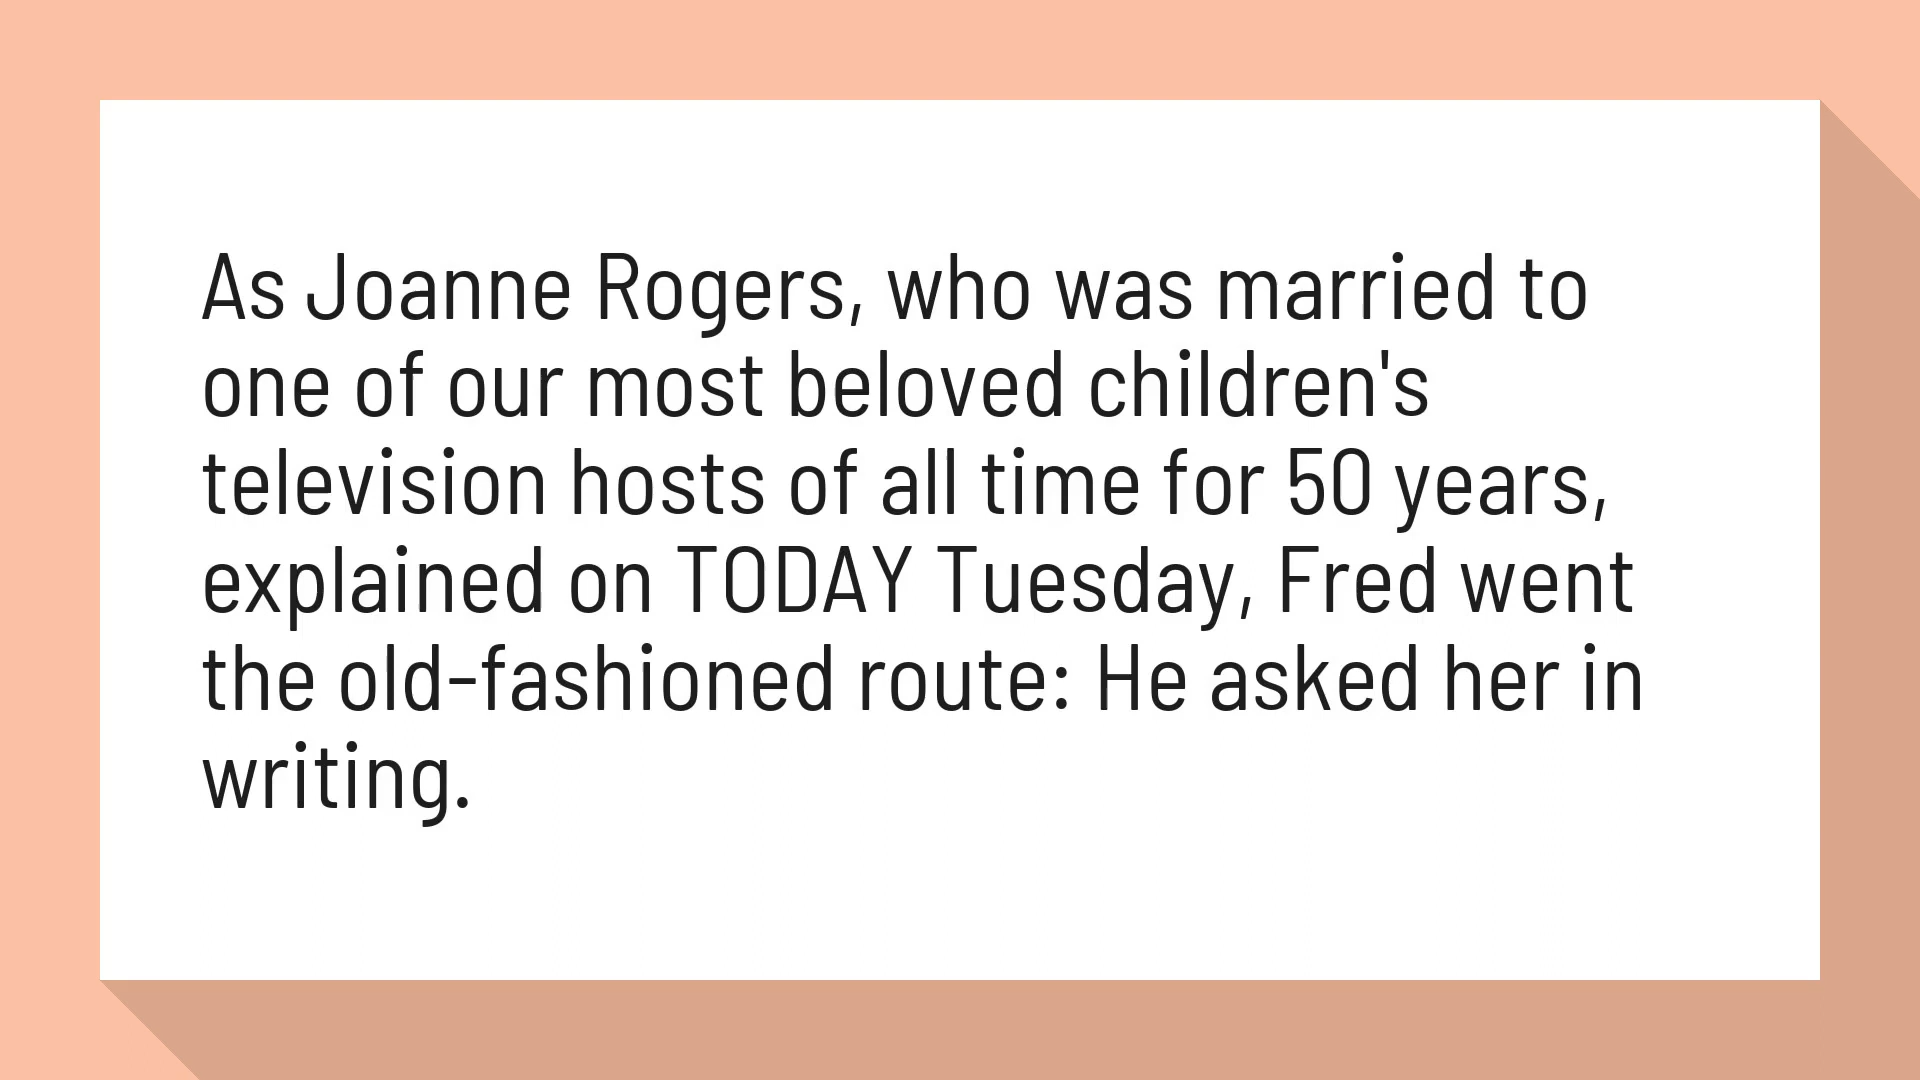 As Joanne Rogers, who was married to
one of our most beloved children's
television hosts of all time for 50 years,
explained on TODAY Tuesday, Fred went
the old-fashioned route: He asked her in
writing.